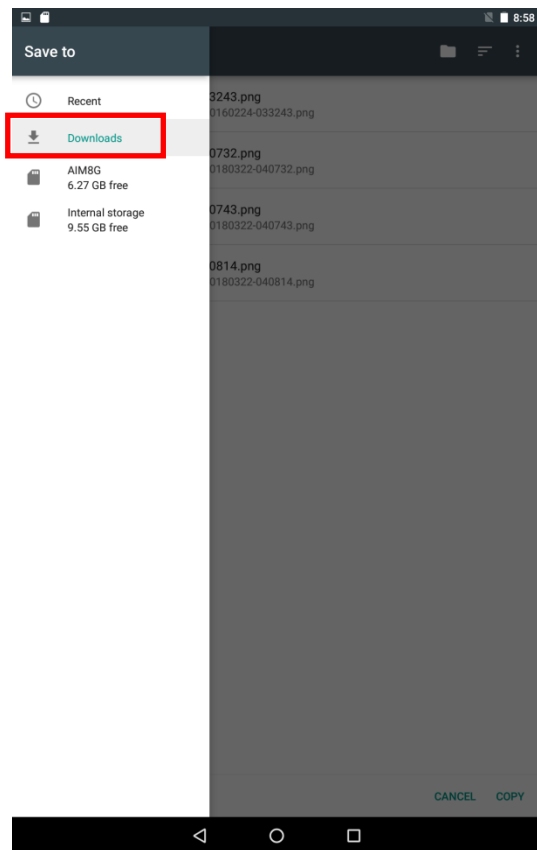 8:58
Save to
Recent
Downloads
AIM8G
6.27 GB free
Internal storage
9.55 GB free
3243.png
0160224-033243.png
0732.png
0180322-040732.png
0743.png
0180322-040743.png
0814.png
0180322-040814.png
CANCEL COPY